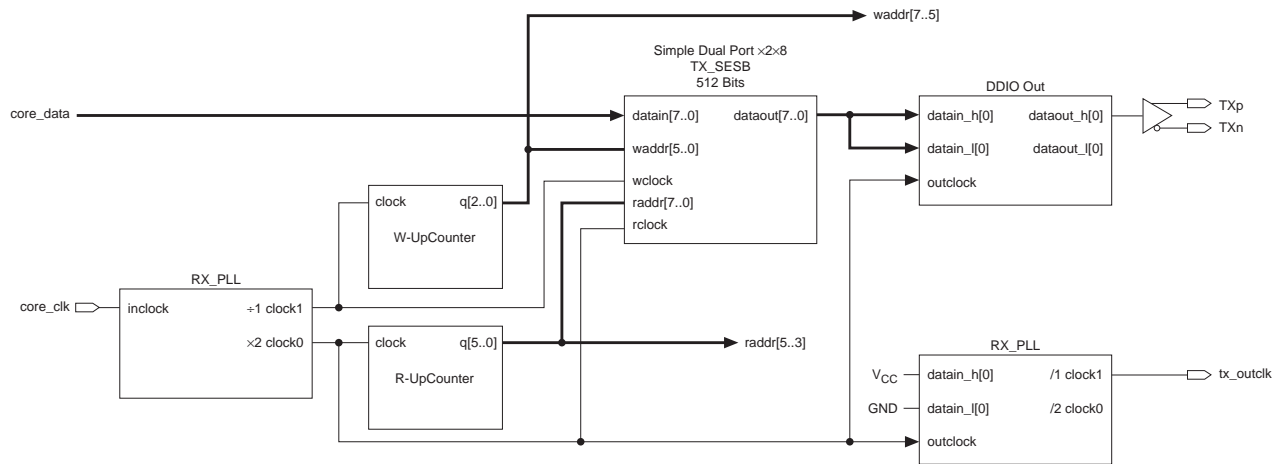 waddr[7..5]
Simple Dual Port ×2×8
TX_SESB
512 Bits
DDIO Out
core_data
datain[7..0]
dataout[7..0]
waddr[5..0]
wclock
raddr[7..0]
rclock
datain_h[0]
dataout_h[0]
datain_l[0]
dataout_l[0]
outclock
TXp
TXn
clock
q[2..0]
W-UpCounter
RX_PLL
core_clk
inclock
÷1 clock1
×2 clock0
clock
q[5..0]
R-UpCounter
raddr[5..3]
RX_PLL
VCC
datain_h[0]
/1 clock1
tx_outclk
GND
datain_l[0]
/2 clock0
outclock